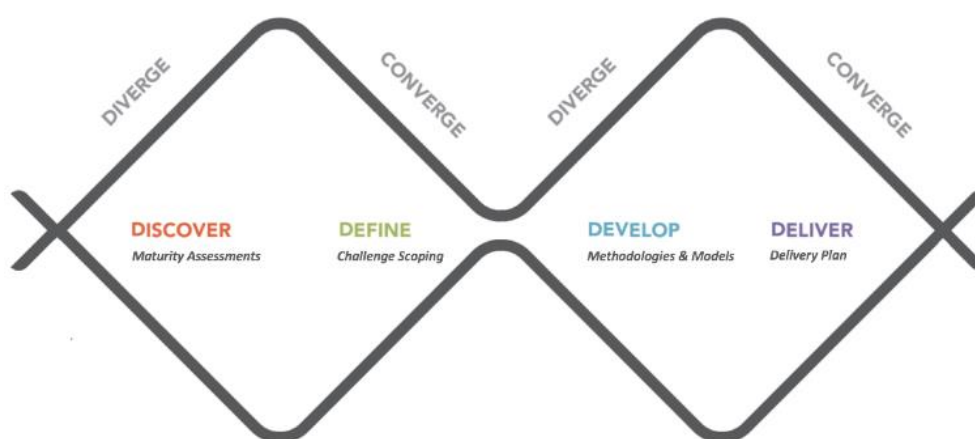 DIVERGE
CONVERGE
DIVERGE
CONVERGE
DISCOVER
Maturity Assessments
DEFINE
Challenge Scoping
DEVELOP
Methodologies & Models
DELIVER
Delivery Plan